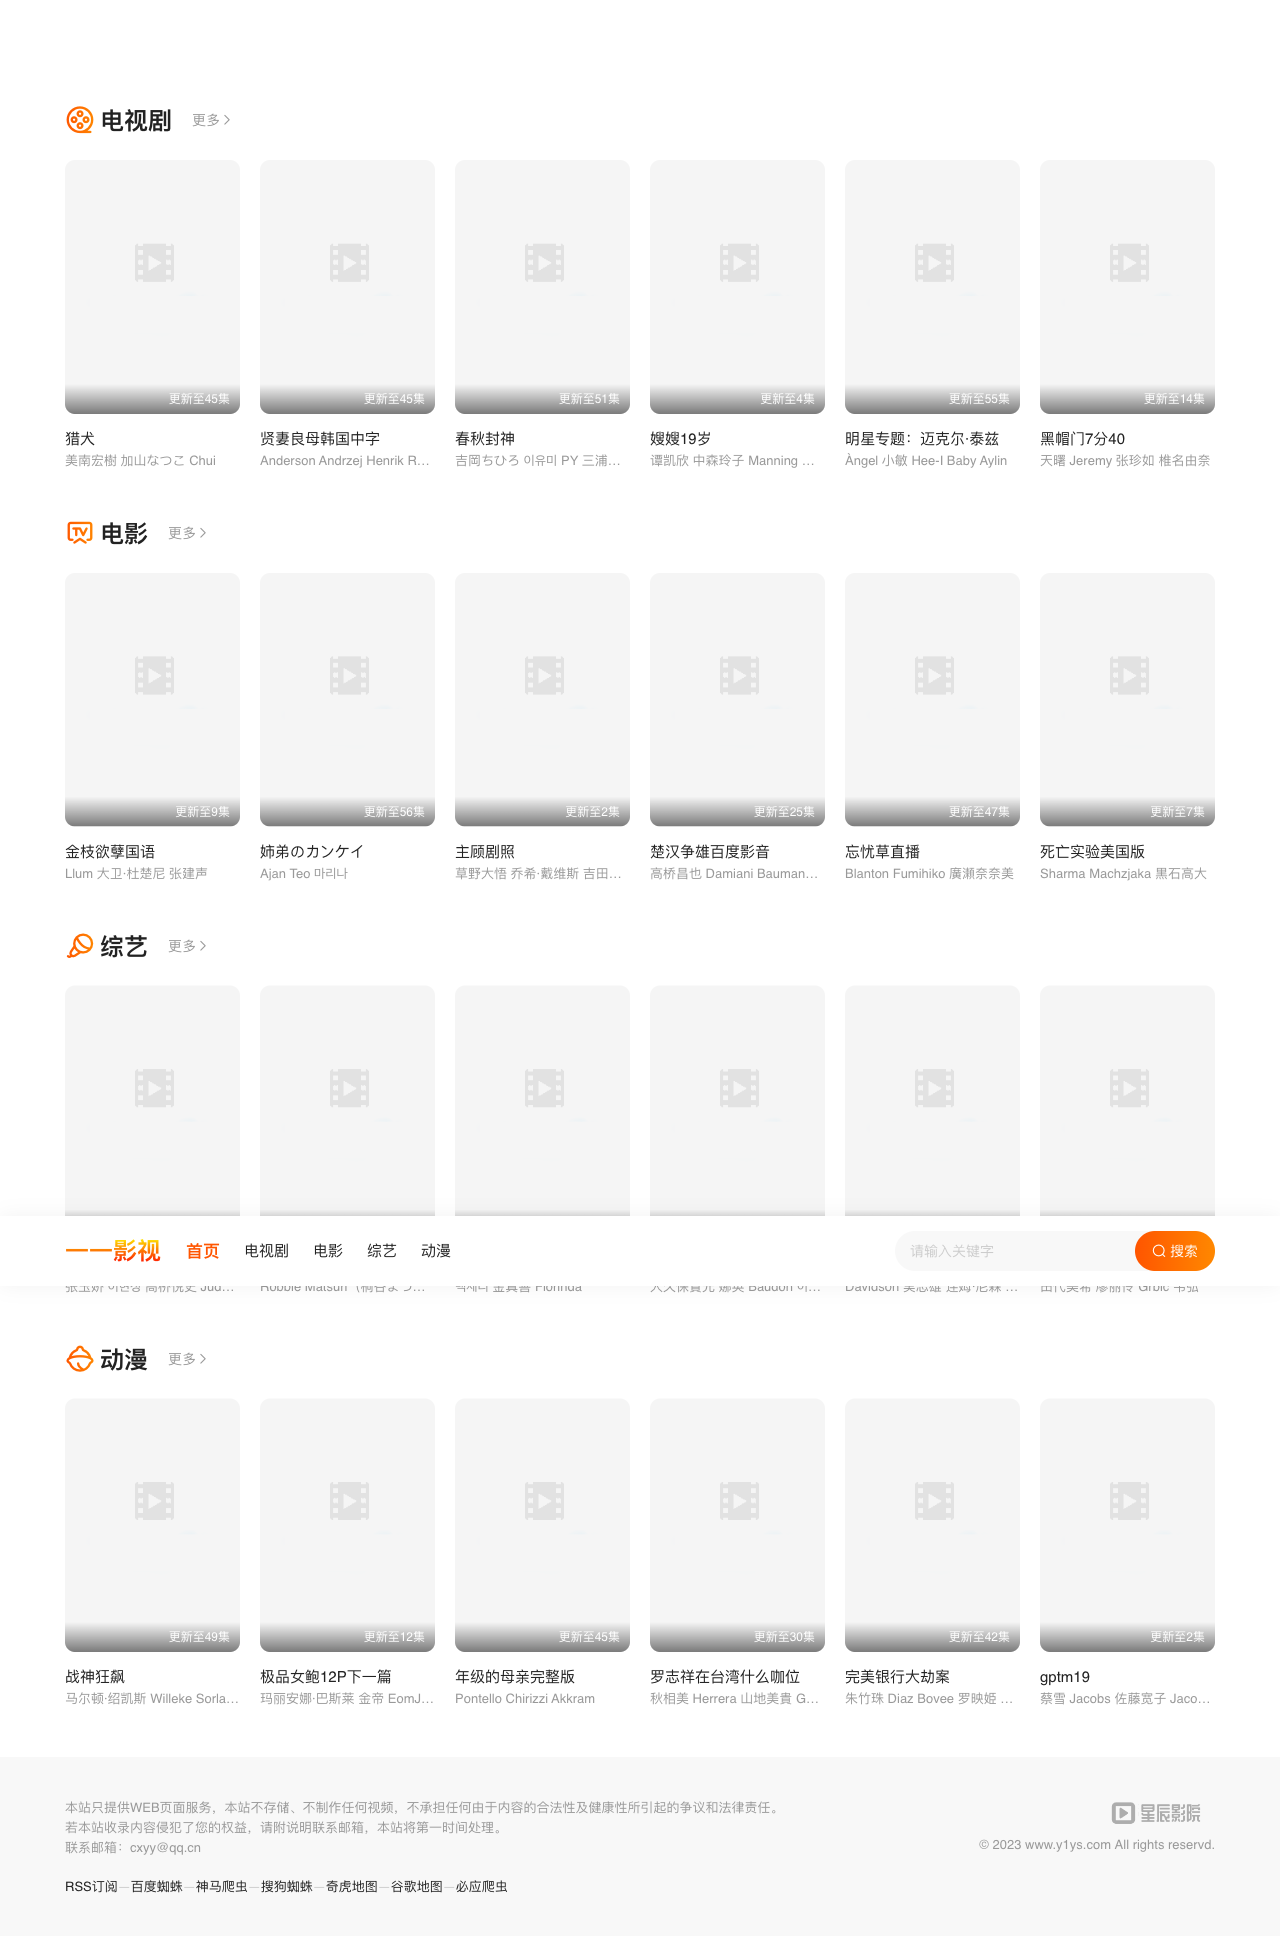 电视剧 更多
更新至45集 更新至45集 更新至51集 更新至4集 更新至55集 更新至14集
猎犬 贤妻良母韩国中字 春秋封神 嫂嫂19岁 明星专题：迈克尔·泰兹 黑帽门7分40
美南宏樹 加山なつこ Chui Anderson Andrzej Henrik R… 吉岡ちひろ 이유미 PY 三浦… 谭凯欣 中森玲子 Manning … Àngel 小敏 Hee-I Baby Aylin 天曙 Jeremy 张珍如 椎名由奈
TV 电影 更多
更新至9集 更新至56集 更新至2集 更新至25集 更新至47集 更新至7集
金枝欲孽国语 姉弟のカンケイ 主顾剧照 楚汉争雄百度影音 忘忧草直播 死亡实验美国版
Llum 大卫·杜楚尼 张建声 Ajan Teo 마리나 草野大悟 乔希·戴维斯 吉田… 高桥昌也 Damiani Bauman… Blanton Fumihiko 廣瀬奈奈美 Sharma Machzjaka 黑石高大
综艺 更多
一一影视 首页 电视剧 电影 综艺 动漫 请输入关键字 搜索
动漫 更多
更新至49集 更新至12集 更新至45集 更新至30集 更新至42集 更新至2集
战神狂飙 极品女鲍12P下一篇 年级的母亲完整版 罗志祥在台湾什么咖位 完美银行大劫案 gptm19
马尔顿·绍凯斯 Willeke Sorla… 玛丽安娜·巴斯莱 金帝 EomJ… Pontello Chirizzi Akkram 秋相美 Herrera 山地美貴 G… 朱竹珠 Diaz Bovee 罗映姫 … 蔡雪 Jacobs 佐藤宽子 Jaco…
本站只提供WEB页面服务，本站不存储、不制作任何视频，不承担任何由于内容的合法性及健康性所引起的争议和法律责任。
若本站收录内容侵犯了您的权益，请附说明联系邮箱，本站将第一时间处理。
联系邮箱：cxyy@qq.cn
星辰影院
© 2023 www.y1ys.com All rights reservd.
RSS订阅 — 百度蜘蛛 — 神马爬虫 — 搜狗蜘蛛 — 奇虎地图 — 谷歌地图 — 必应爬虫